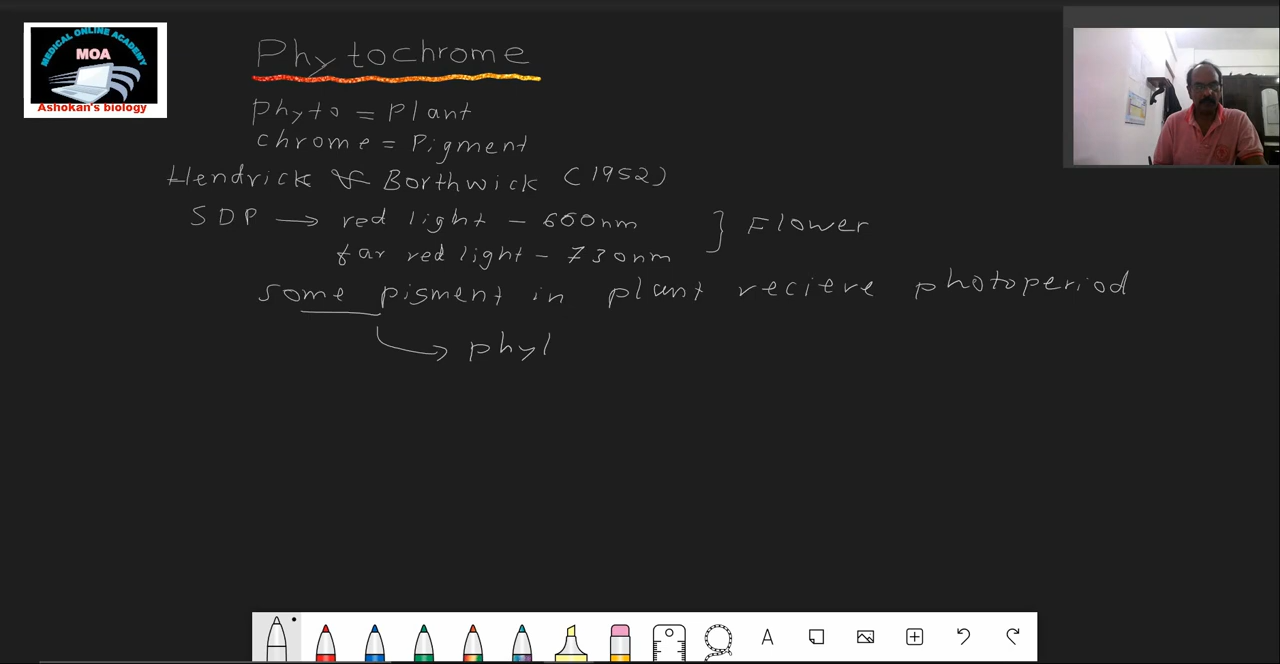 MEDICAL ONLINE ACADEMY
MOA
Ashokan's biology
Phytochrome
Phyto = Plant
Chrome = Pigment
Hendrick & Borthwick (1952)
SDP → red light - 660nm
far red light - 730nm } Flower
some pigment in plant recieve photoperiod
→ phyl
A